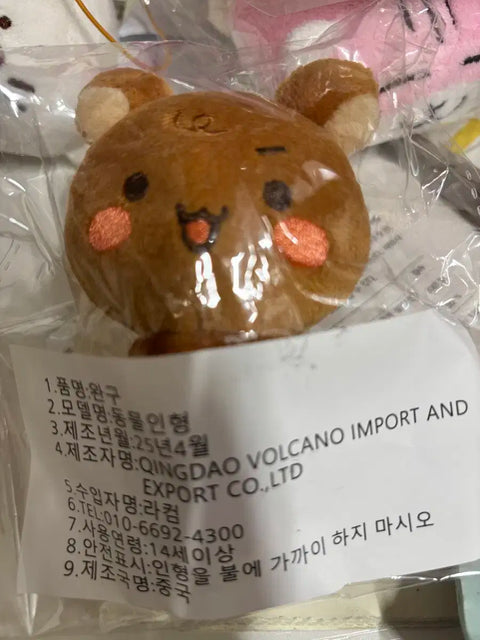 1.품명:완구
2.모델명:동물인형
3.제조년월:25년4월
4.제조자명:QINGDAO VOLCANO IMPORT AND
EXPORT CO.,LTD
5수입자명:라컴
6.TEL:010-6692-4300
7.사용연령:14세이상
8.안전표시:인형을 불에 가까이 하지 마시오
9.제조국명:중국